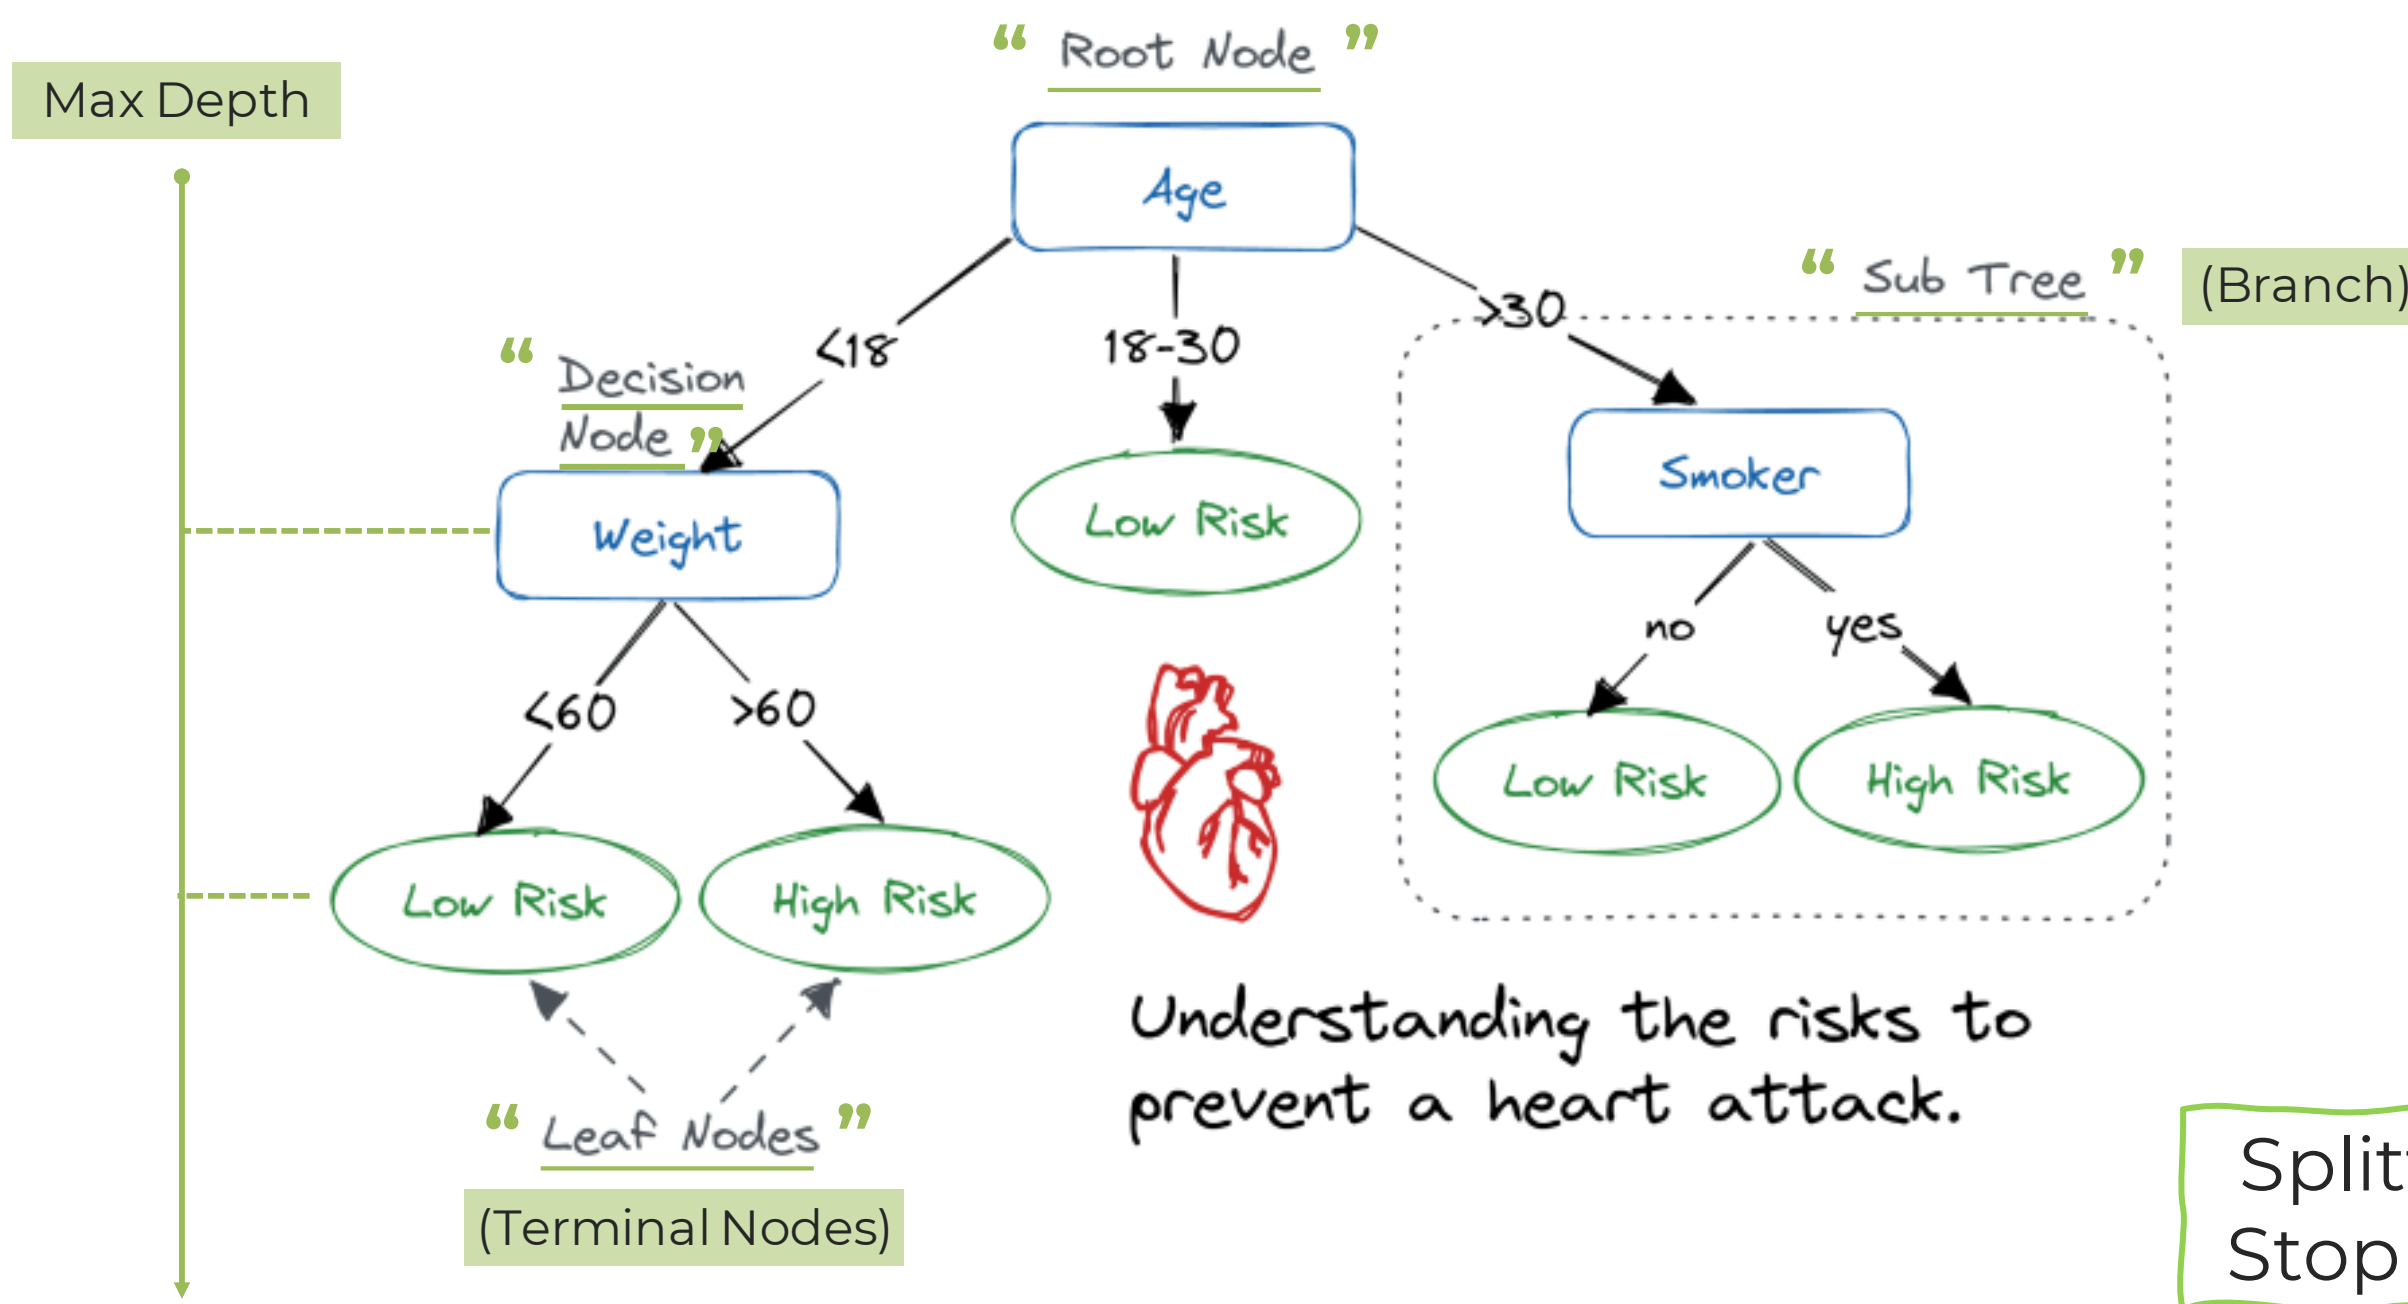 “ Root Node ”
Max Depth
Age
“ Sub Tree ” (Branch)
<18
18-30
>30
“ Decision
Node ”
Weight
Low Risk
Smoker
<60
>60
no
yes
Low Risk
High Risk
Low Risk
High Risk
Understanding the risks to
prevent a heart attack.
“ Leaf Nodes ”
(Terminal Nodes)
Stop